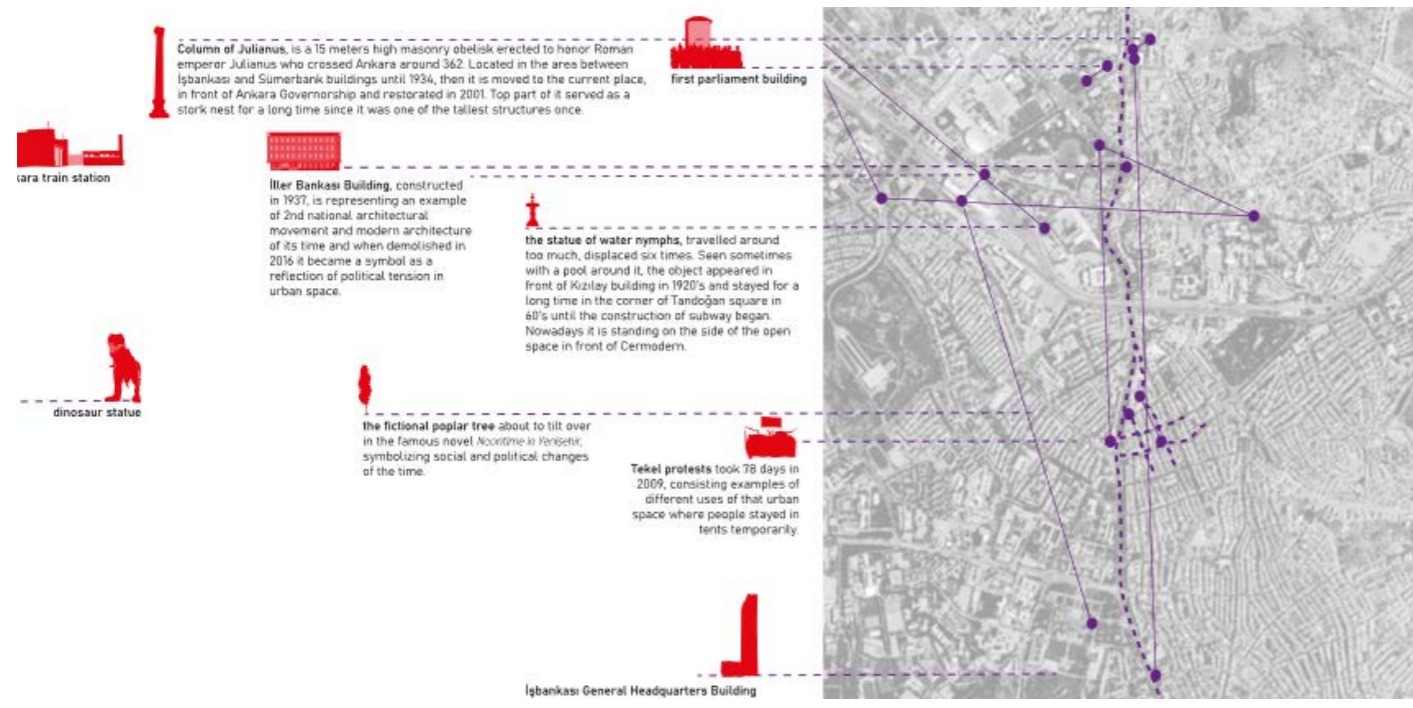 Column of Julianus, is a 15 meters high masonry obelisk erected to honor Roman
emperor Julianus who crossed Ankara around 362. Located in the area between
İşbankası and Sümerbank buildings until 1934, then it is moved to the current place,
in front of Ankara Governorship and restorated in 2001. Top part of it served as a
stork nest for a long time since it was one of the tallest structures once.
first parliament building
kara train station
İller Bankası Building, constructed
in 1937, is representing an example
of 2nd national architectural
movement and modern architecture
of its time and when demolished in
2016 it became a symbol as a
reflection of political tension in
urban space.
the statue of water nymphs, travelled around
too much, displaced six times. Seen sometimes
with a pool around it, the object appeared in
front of Kızılay building in 1920's and stayed for a
long time in the corner of Tandoğan square in
60's until the construction of subway began.
Nowadays it is standing on the side of the open
space in front of Cermodern.
dinosaur statue
the fictional poplar tree about to tilt over
in the famous novel Noontime in Yenişehir,
symbolizing social and political changes
of the time.
Tekel protests took 78 days in
2009, consisting examples of
different uses of that urban
space where people stayed in
tents temporarily.
İşbankası General Headquarters Building